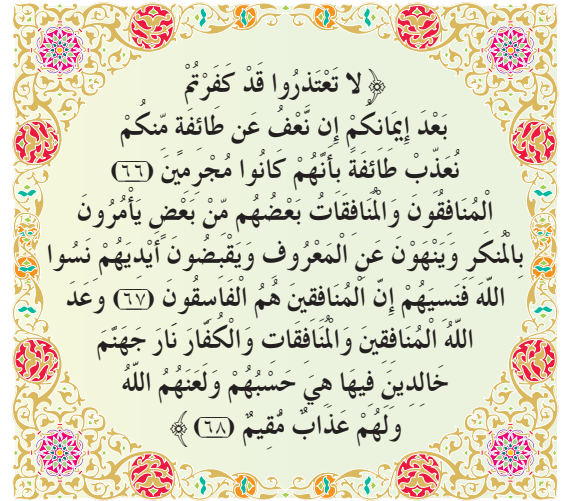 ﴿ لا تَعْتَذِرُوا قَدْ كَفَرْتُمْ
بَعْدَ إِيمَانِكُمْ إِن نَّعْفُ عَن طَائِفَةٍ مِّنكُمْ
نُعَذِّبْ طَائِفَةً بِأَنَّهُمْ كَانُوا مُجْرِمِينَ (٦٦)
الْمُنَافِقُونَ وَالْمُنَافِقَاتُ بَعْضُهُم مِّنْ بَعْضٍ يَأْمُرُونَ
بِالْمُنكَرِ وَيَنْهَوْنَ عَنِ الْمَعْرُوفِ وَيَقْبِضُونَ أَيْدِيَهُمْ نَسُوا
اللَّهَ فَنَسِيَهُمْ إِنَّ الْمُنَافِقِينَ هُمُ الْفَاسِقُونَ (٦٧) وَعَدَ
اللَّهُ الْمُنَافِقِينَ وَالْمُنَافِقَاتِ وَالْكُفَّارَ نَارَ جَهَنَّمَ
خَالِدِينَ فِيهَا هِيَ حَسْبُهُمْ وَلَعَنَهُمُ اللَّهُ
وَلَهُمْ عَذَابٌ مُّقِيمٌ (٦٨) ﴾